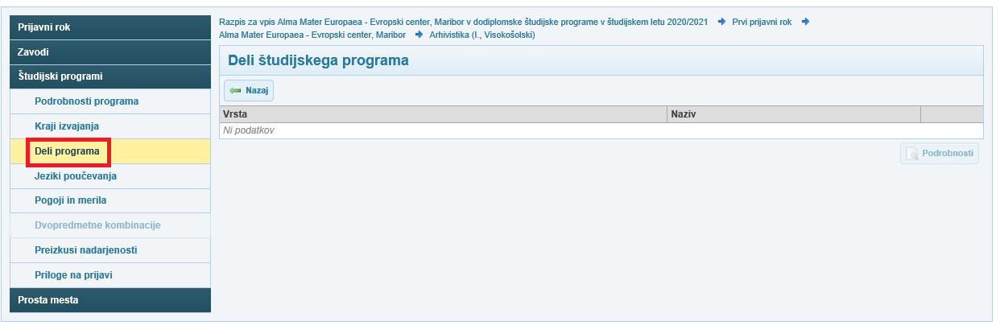 Prijavni rok
Zavodi
Študijski programi
Podrobnosti programa
Kraji izvajanja
Deli programa
Jeziki poučevanja
Pogoji in merila
Dvopredmetne kombinacije
Preizkusi nadarjenosti
Priloge na prijavi
Prosta mesta
Razpis za vpis Alma Mater Europaea - Evropski center, Maribor v dodiplomske študijske programe v študijskem letu 2020/2021 Prvi prijavni rok
Alma Mater Europaea - Evropski center, Maribor Arhivistika (I., Visokošolski)
Deli študijskega programa
Nazaj
Vrsta Naziv
Ni podatkov
Podrobnosti